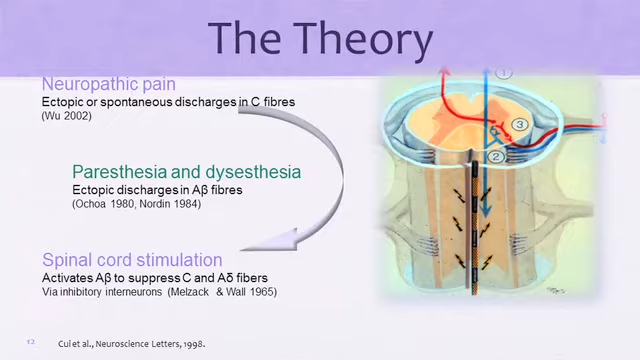 The Theory
Neuropathic pain
Ectopic or spontaneous discharges in C fibres
(Wu 2002)
Paresthesia and dysesthesia
Ectopic discharges in Aβ fibres
(Ochoa 1980, Nordin 1984)
Spinal cord stimulation
Activates Aβ to suppress C and Aδ fibers
Via inhibitory interneurons (Melzack & Wall 1965)
1
3
2
12
Cui et al., Neuroscience Letters, 1998.